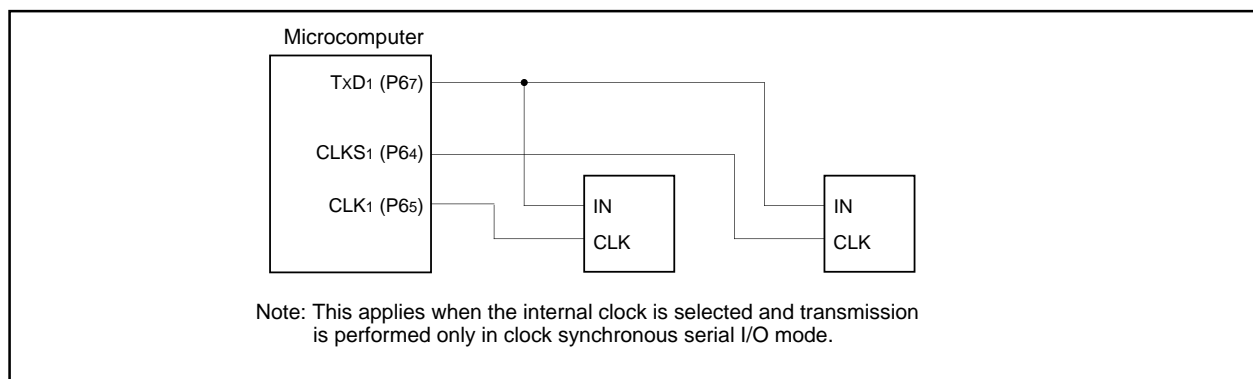 Microcomputer
TxD1 (P67)
CLKS1 (P64)
CLK1 (P65)
IN
CLK
IN
CLK
Note: This applies when the internal clock is selected and transmission
is performed only in clock synchronous serial I/O mode.